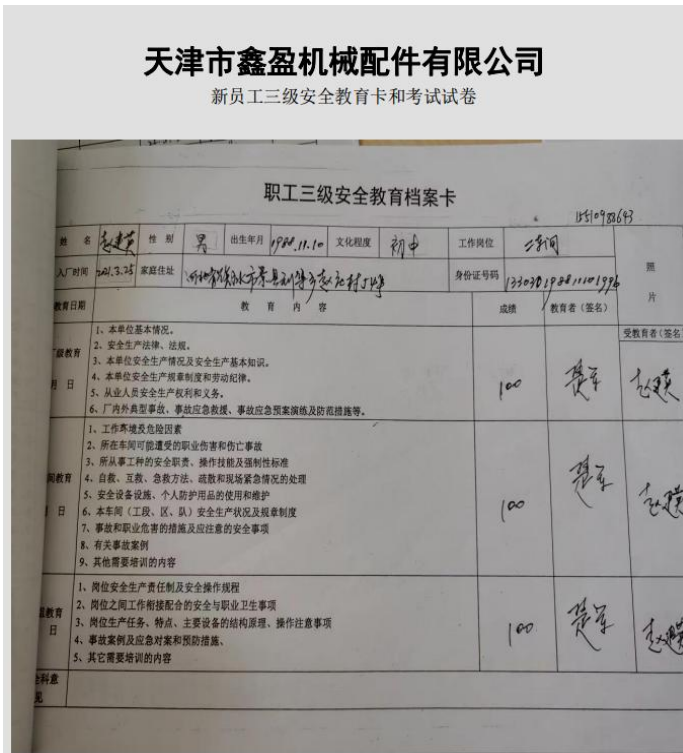 天津市鑫盈机械配件有限公司
新员工三级安全教育卡和考试试卷
职工三级安全教育档案卡
姓 名 赵建英 性 别 男 出生年月 1988.11.10 文化程度 初中 工作岗位 照片
入厂时间 2021.3.25 家庭住址 身份证号码
教育日期 教 育 内 容 成绩 教育者（签名） 受教育者（签名
级教育 月 日
1、本单位基本情况。
2、安全生产法律、法规。
3、本单位安全生产情况及安全生产基本知识。
4、本单位安全生产规章制度和劳动纪律。
5、从业人员安全生产权利和义务。
6、厂内外典型事故、事故应急救援、事故应急预案演练及防范措施等。
100
间教育 日
1、工作环境及危险因素
2、所在车间可能遭受的职业伤害和伤亡事故
3、所从事工种的安全职责、操作技能及强制性标准
4、自救、互救、急救方法、疏散和现场紧急情况的处理
5、安全设备设施、个人防护用品的使用和维护
6、本车间（工段、区、队）安全生产状况及规章制度
7、事故和职业危害的措施及应注意的安全事项
8、有关事故案例
9、其他需要培训的内容
100
教育 日
1、岗位安全生产责任制及安全操作规程
2、岗位之间工作衔接配合的安全与职业卫生事项
3、岗位生产任务、特点、主要设备的结构原理、操作注意事项
4、事故案例及应急对案和预防措施、
5、其它需要培训的内容
100
科意
见